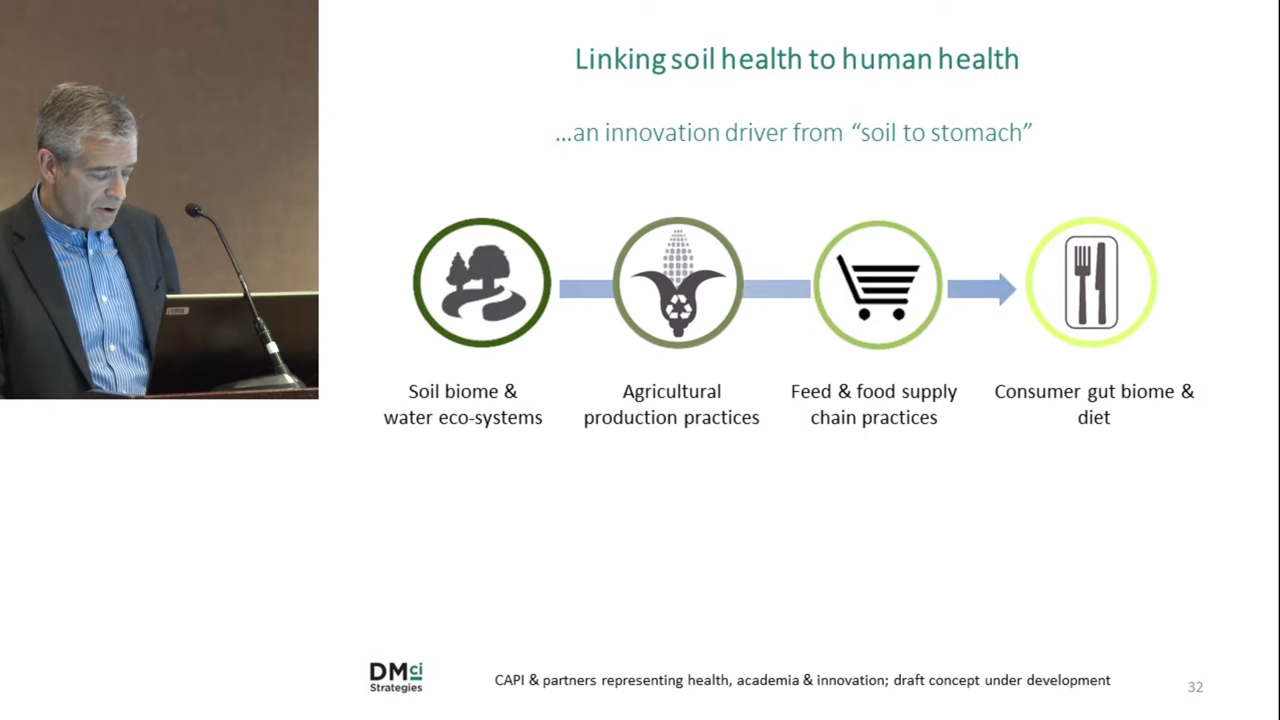 Linking soil health to human health
...an innovation driver from “soil to stomach”
Soil biome &
water eco-systems
Agricultural
production practices
Feed & food supply
chain practices
Consumer gut biome &
diet
DMci
Strategies
CAPI & partners representing health, academia & innovation; draft concept under development
32